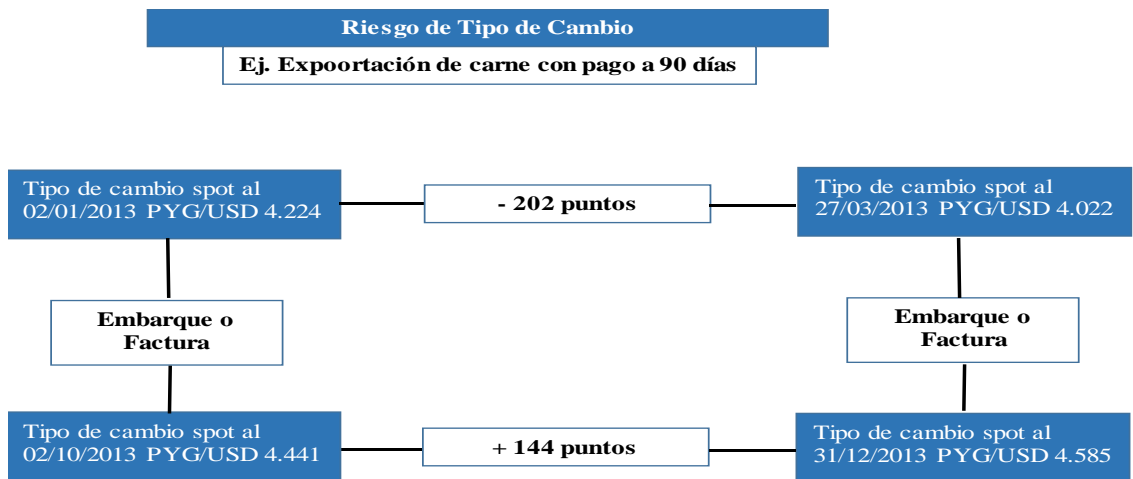 Riesgo de Tipo de Cambio
Ej. Expoortación de carne con pago a 90 días
Tipo de cambio spot al
02/01/2013 PYG/USD 4.224
- 202 puntos
Tipo de cambio spot al
27/03/2013 PYG/USD 4.022
Embarque o
Factura
Embarque o
Factura
Tipo de cambio spot al
02/10/2013 PYG/USD 4.441
+ 144 puntos
Tipo de cambio spot al
31/12/2013 PYG/USD 4.585